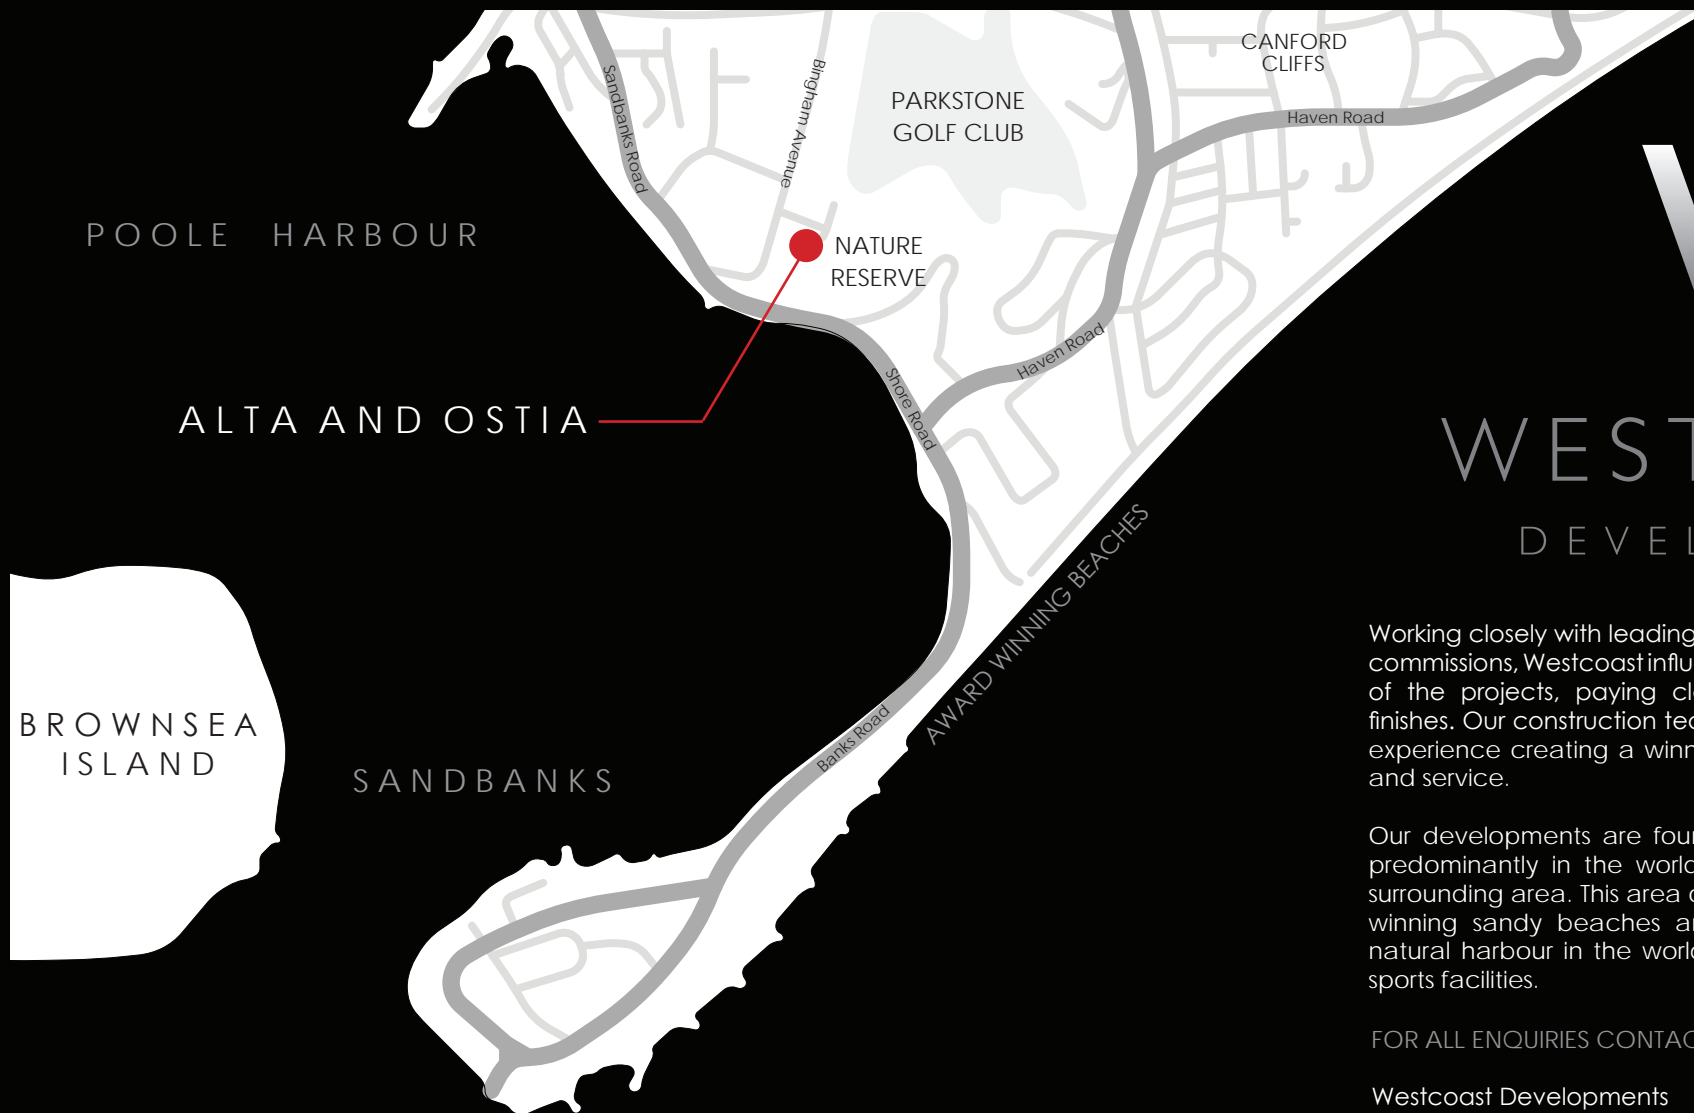 CANFORD
CLIFFS
Sandbanks Road
Bingham Avenue
PARKSTONE
GOLF CLUB
Haven Road
POOLE HARBOUR
NATURE
RESERVE
Haven Road
Shore Road
ALTA AND OSTIA
AWARD WINNING BEACHES
BROWNSEA
ISLAND
SANDBANKS
Banks Road
WEST
DEVEL
Working closely with leading
commissions, Westcoast influ
of the projects, paying cl
finishes. Our construction tea
experience creating a winn
and service.
Our developments are four
predominantly in the world
surrounding area. This area
winning sandy beaches ar
natural harbour in the world
sports facilities.
FOR ALL ENQUIRIES CONTAC
Westcoast Developments